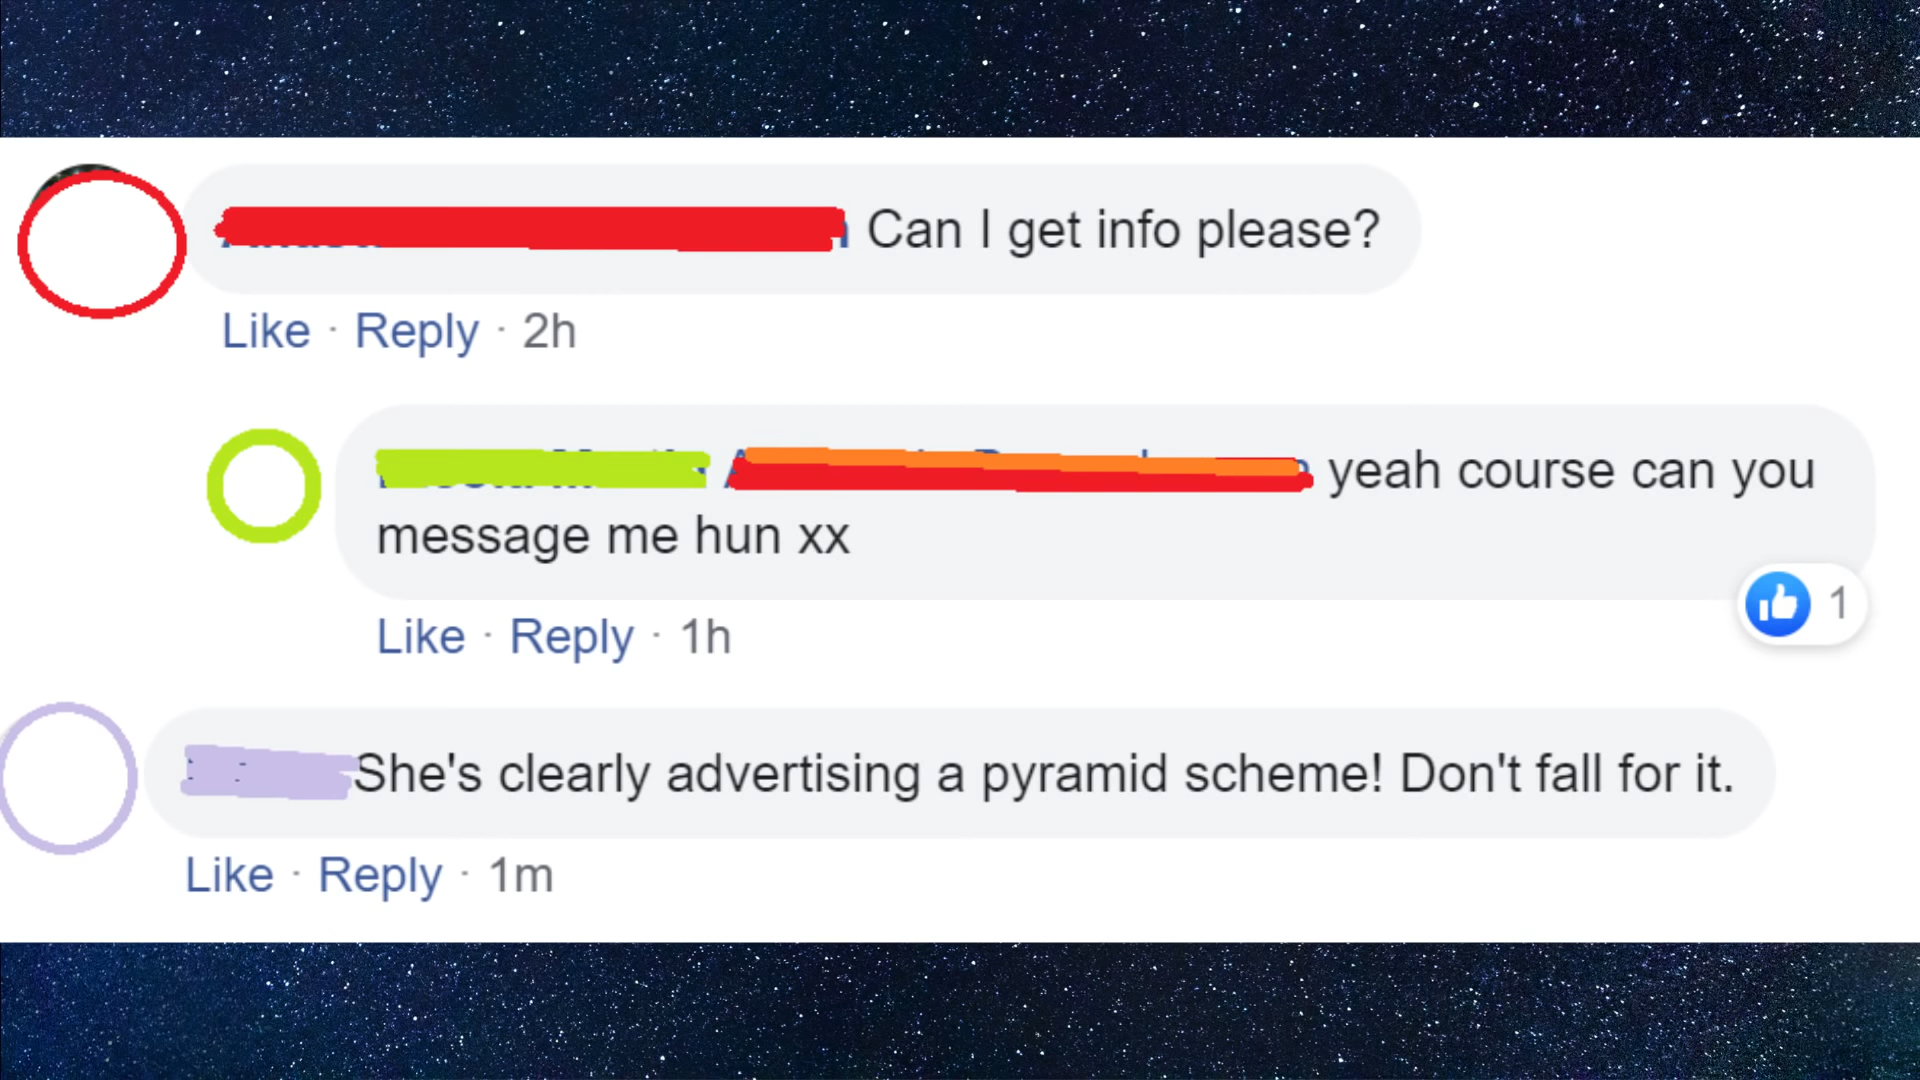 Can I get info please?
Like · Reply · 2h
yeah course can you
message me hun xx
1
Like · Reply · 1h
She's clearly advertising a pyramid scheme! Don't fall for it.
Like · Reply · 1m